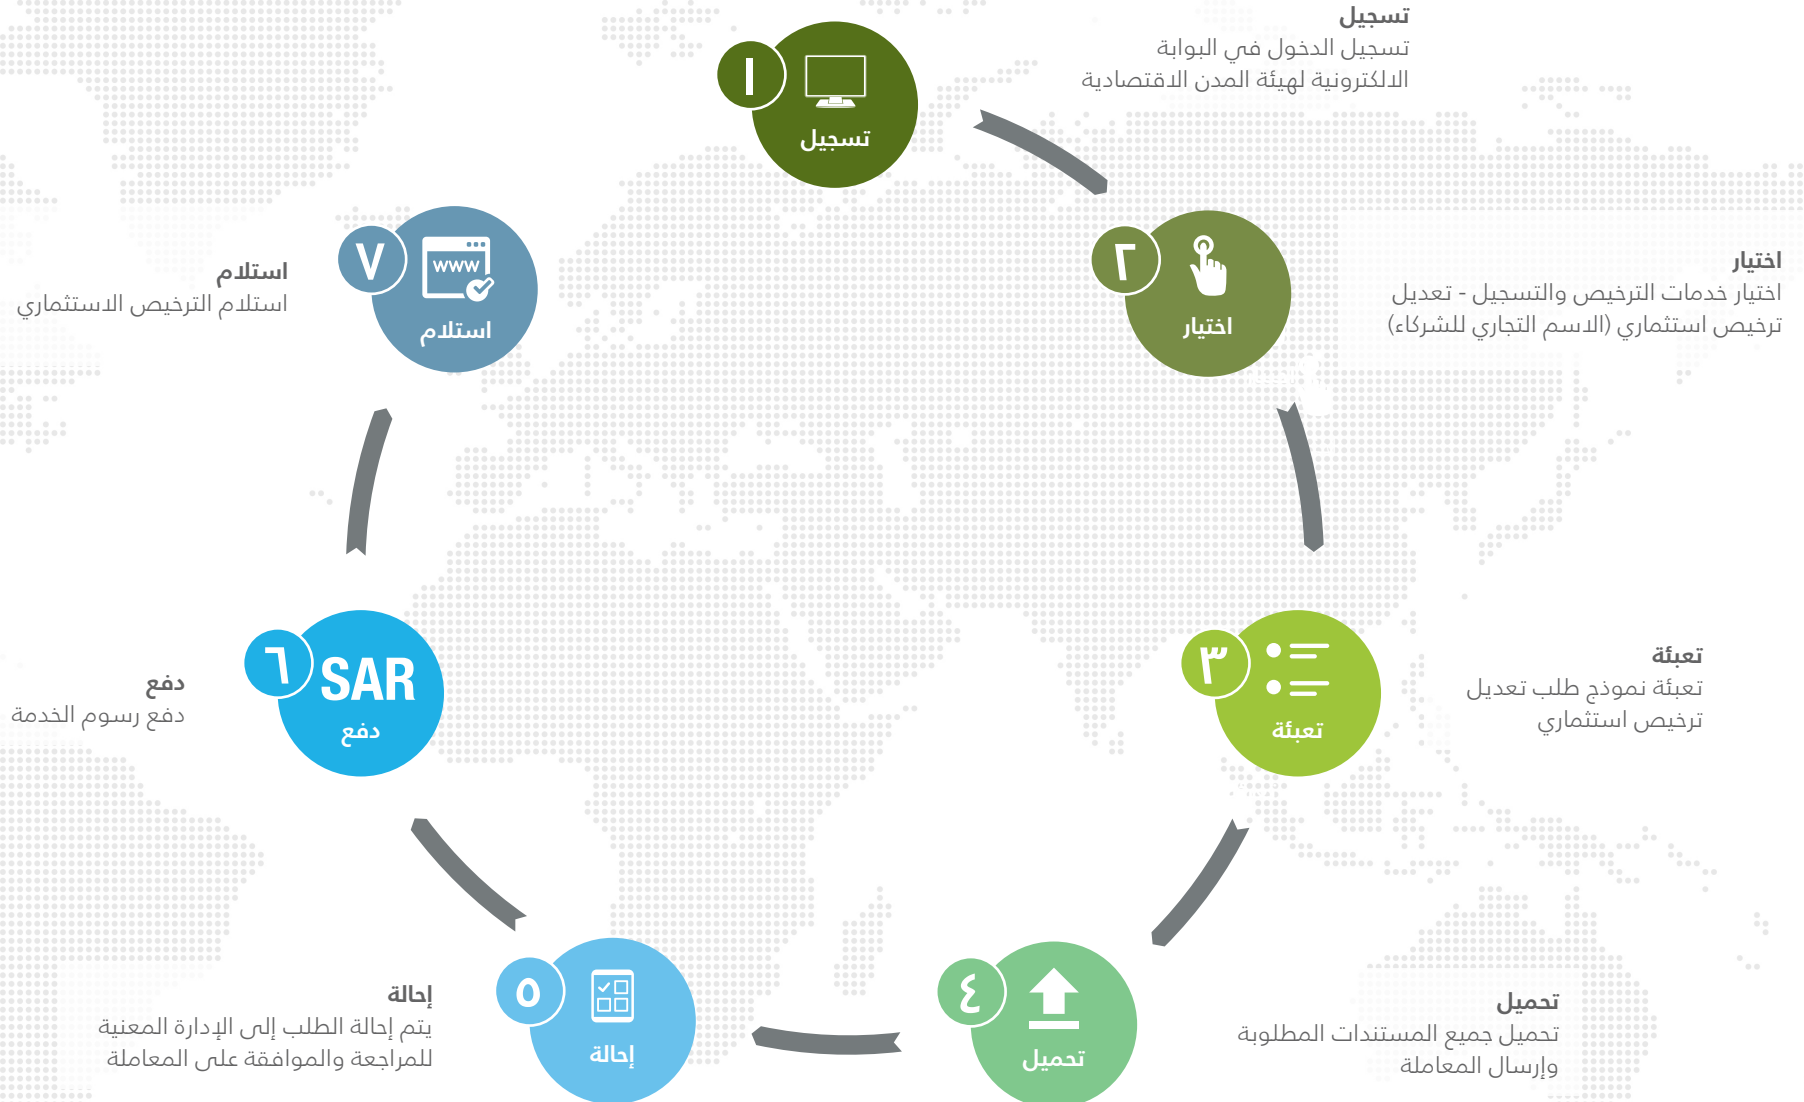 تسجيل
تسجيل الدخول في البوابة
الالكترونية لهيئة المدن الاقتصادية
١
تسجيل
اختيار
اختيار خدمات الترخيص والتسجيل - تعديل
ترخيص استثماري (الاسم التجاري للشركاء)
٢
اختيار
تعبئة
تعبئة نموذج طلب تعديل
ترخيص استثماري
٣
تعبئة
تحميل
تحميل جميع المستندات المطلوبة
وإرسال المعاملة
٤
تحميل
إحالة
يتم إحالة الطلب إلى الإدارة المعنية
للمراجعة والموافقة على المعاملة
٥
إحالة
دفع
دفع رسوم الخدمة
٦
SAR
دفع
استلام
استلام الترخيص الاستثماري
٧
www
استلام